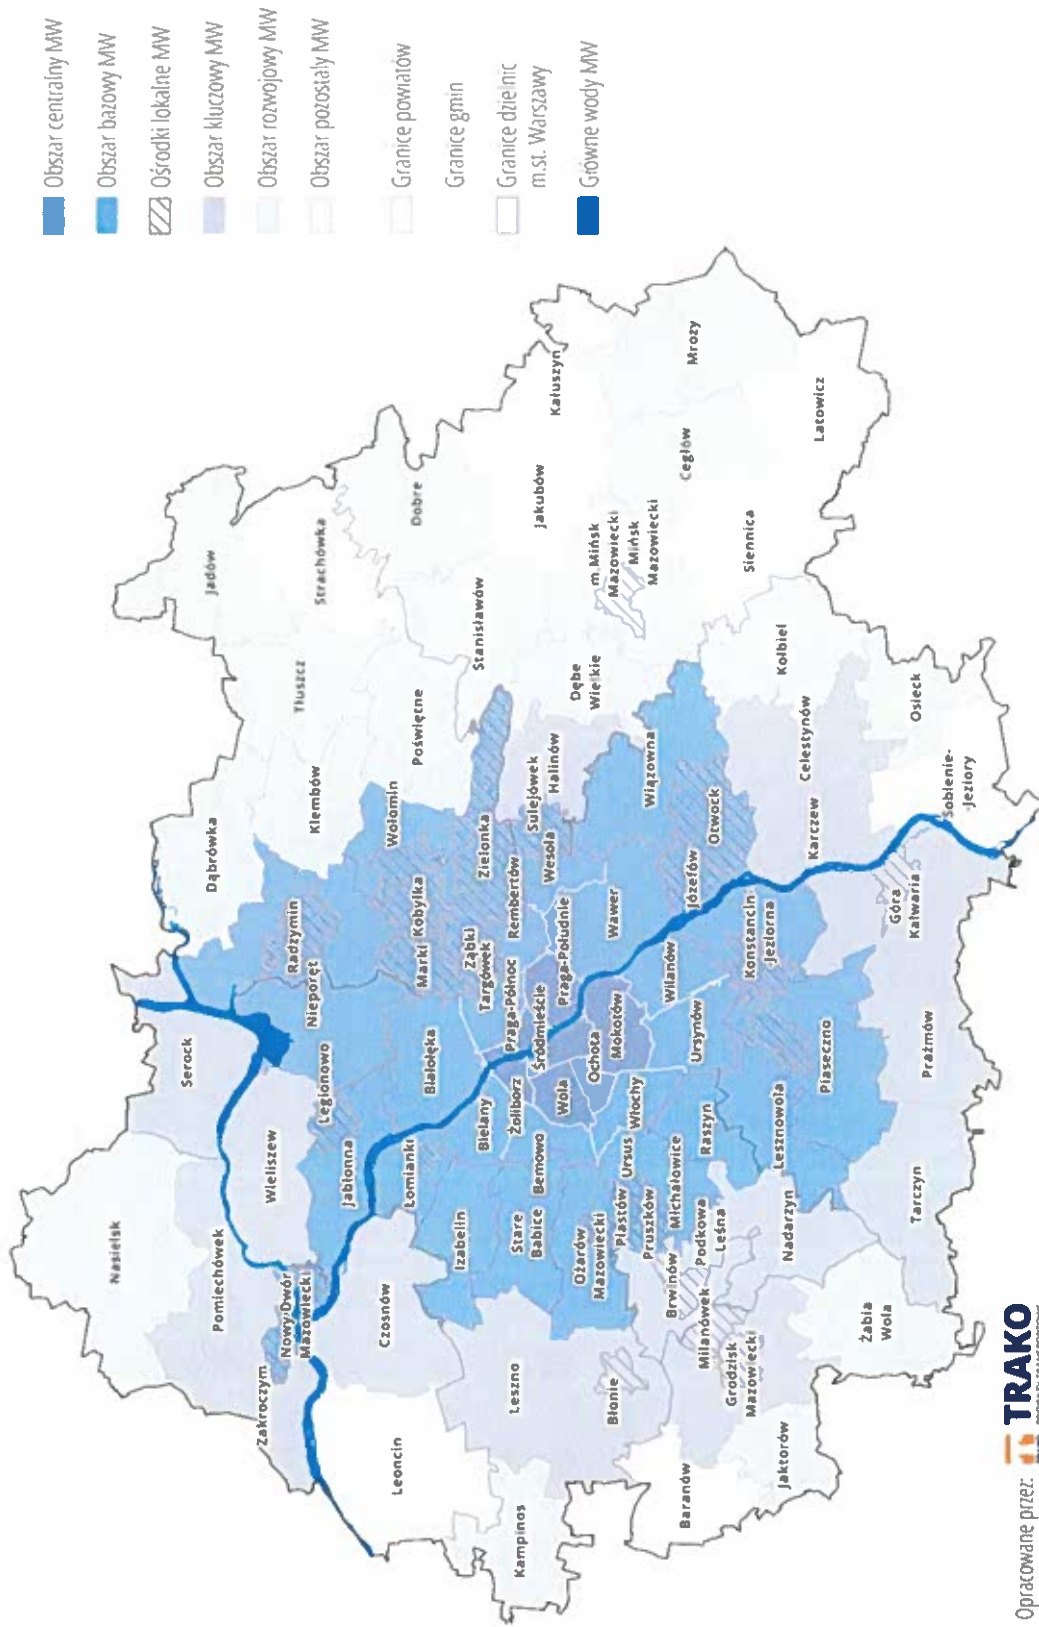 Obszar centralny MW
Obszar bazowy MW
Ośrodki lokalne MW
Obszar kluczowy MW
Obszar rozwojowy MW
Obszar pozostały MW
Granice powiatów
Granice gmin
Granice dzielnic
m.st. Warszawy
Główne wody MW
Nasielsk
Pomiechówek
Serock
Zakroczym
Nowy Dwór
Mazowiecki
Wieliszew
Dąbrówka
Jadów
Leoncin
Czosnów
Jabłonna
Legionowo
Nieporęt
Radzymin
Klembów
Tłuszcz
Strachówka
Łomianki
Białołęka
Marki
Kobyłka
Wołomin
Poświętne
Dobre
Kampinos
Leszno
Izabelin
Bielany
Targówek
Ząbki
Zielonka
Stanisławów
Stare
Babice
Bemowo
Żoliborz
Praga-Północ
Rembertów
Sulejówek
Śródmieście
Wola
Praga-Południe
Wesoła
Halinów
Jakubów
Kałuszyn
Błonie
Ożarów
Mazowiecki
Piastów
Ursus
Włochy
Ochota
Mokotów
Wawer
Wiązowna
Dębe
Wielkie
m.Mińsk
Mazowiecki
Mińsk
Mazowiecki
Baranów
Brwinów
Pruszków
Michałowice
Raszyn
Ursynów
Wilanów
Józefów
Otwock
Cegłów
Mrozy
Milanówek
Podkowa
Leśna
Grodzisk
Mazowiecki
Jaktorów
Nadarzyn
Lesznowola
Konstancin
-Jeziorna
Siennica
Latowicz
Piaseczno
Karczew
Celestynów
Kołbiel
Żabia
Wola
Tarczyn
Prażmów
Góra
Kalwaria
Osieck
Sobienie-
-Jeziory
Opracowane przez:
TRAKO